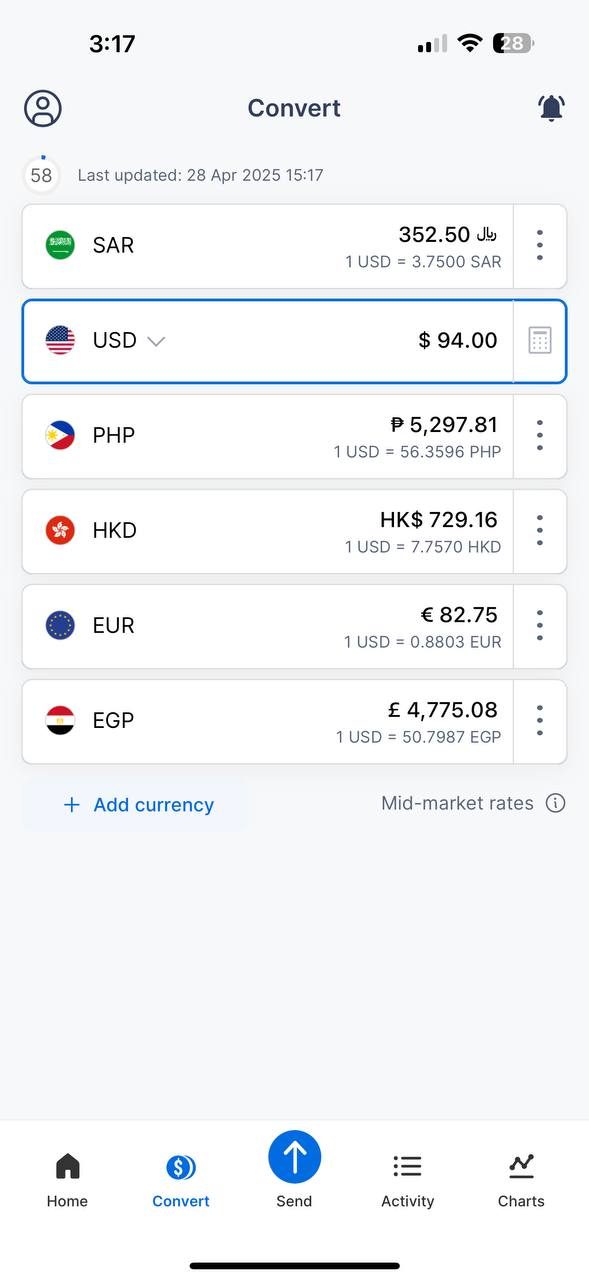 3:17
28
Convert
58
Last updated: 28 Apr 2025 15:17
SAR
352.50 ﷼
1 USD = 3.7500 SAR
USD
$ 94.00
PHP
₱ 5,297.81
1 USD = 56.3596 PHP
HKD
HK$ 729.16
1 USD = 7.7570 HKD
EUR
€ 82.75
1 USD = 0.8803 EUR
EGP
£ 4,775.08
1 USD = 50.7987 EGP
+ Add currency
Mid-market rates
Home
Convert
Send
Activity
Charts